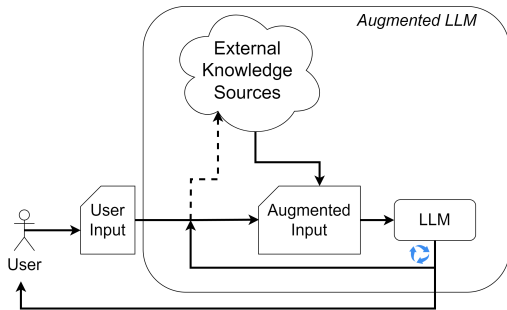 Augmented LLM
External
Knowledge
Sources
User
Input
Augmented
Input
LLM
User